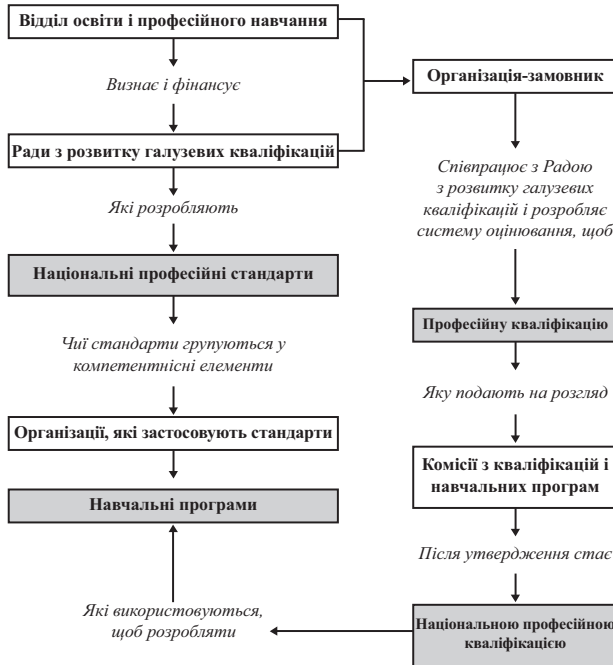 Відділ освіти і професійного навчання
Визнає і фінансує
Ради з розвитку галузевих кваліфікацій
Які розробляють
Національні професійні стандарти
Чиї стандарти групуються у
компетентнісні елементи
Організації, які застосовують стандарти
Навчальні програми
Які використовуються,
щоб розробляти
Організація-замовник
Співпрацює з Радою
з розвитку галузевих
кваліфікацій і розробляє
систему оцінювання, щоб
Професійну кваліфікацію
Яку подають на розгляд
Комісії з кваліфікацій і
навчальних програм
Після утвердження стає
Національною професійною
кваліфікацією